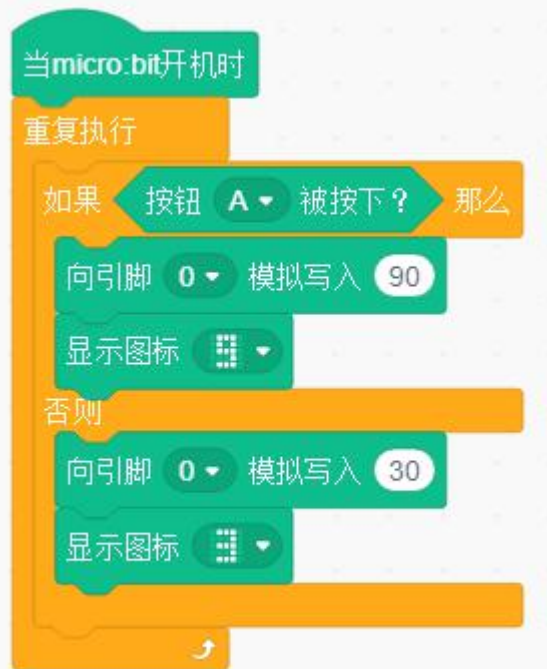 当micro:bit开机时
重复执行
如果 按钮 A 被按下？ 那么
向引脚 0 模拟写入 90
显示图标 9
否则
向引脚 0 模拟写入 30
显示图标 3